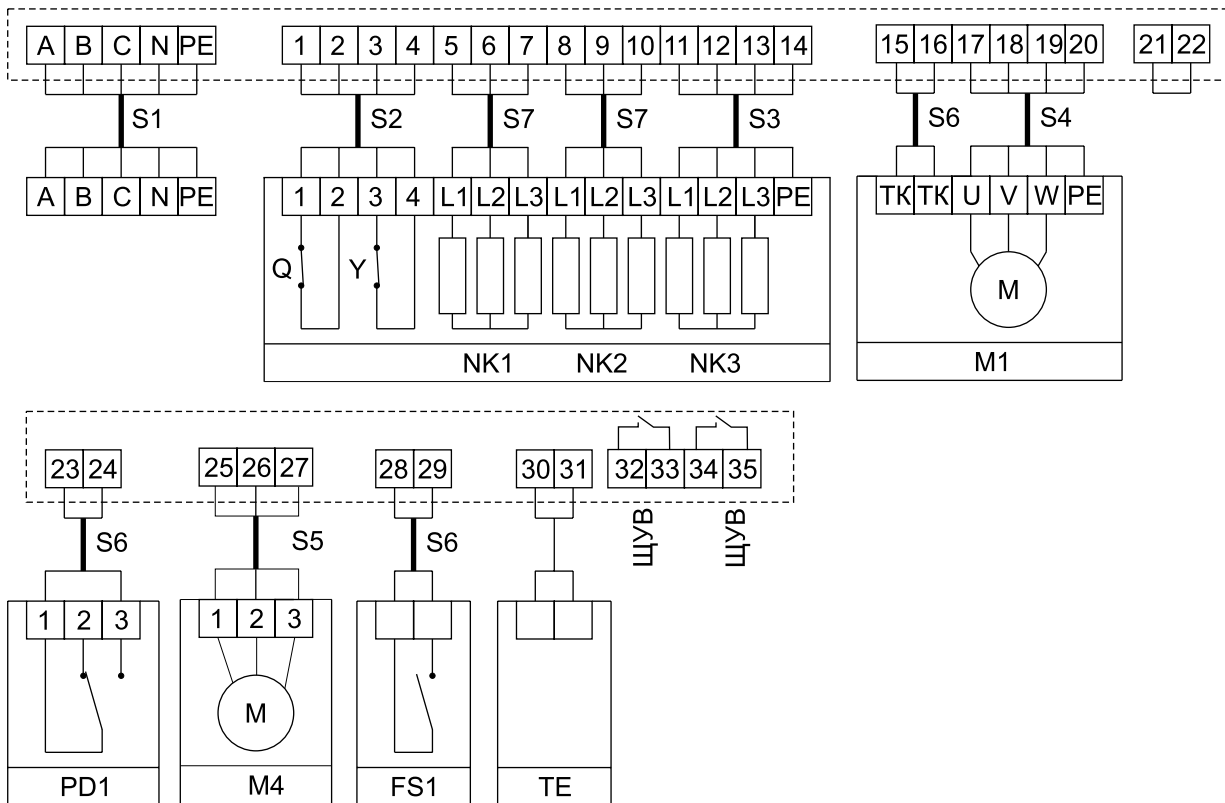 A B C N PE 1 2 3 4 5 6 7 8 9 10 11 12 13 14 15 16 17 18 19 20 21 22
S1 S2 S7 S7 S3 S6 S4
A B C N PE 1 2 3 4 L1 L2 L3 L1 L2 L3 L1 L2 L3 PE ТК ТК U V W PE
Q Y M
NK1 NK2 NK3 M1
23 24 25 26 27 28 29 30 31 32 33 34 35
S6 S5 S6 ЩУВ ЩУВ
1 2 3 1 2 3
M
PD1 M4 FS1 TE